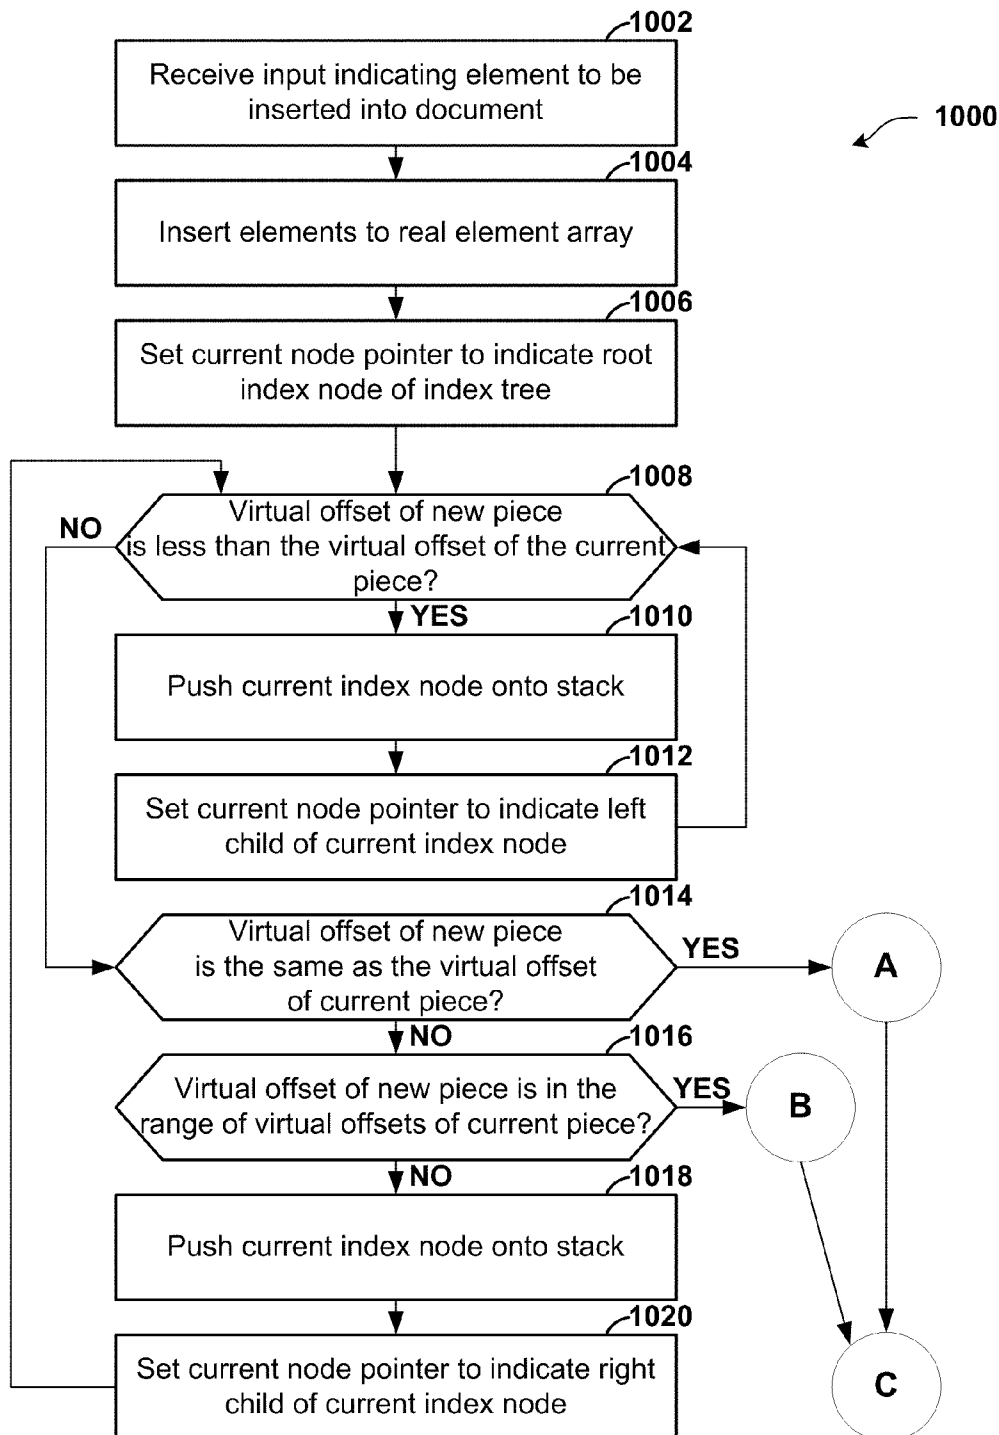 1002
Receive input indicating element to be
inserted into document
1000
1004
Insert elements to real element array
1006
Set current node pointer to indicate root
index node of index tree
1008
Virtual offset of new piece
is less than the virtual offset of the current
piece?
NO
YES
1010
Push current index node onto stack
1012
Set current node pointer to indicate left
child of current index node
1014
Virtual offset of new piece
is the same as the virtual offset
of current piece?
YES
A
NO
1016
Virtual offset of new piece is in the
range of virtual offsets of current piece?
YES
B
NO
1018
Push current index node onto stack
1020
Set current node pointer to indicate right
child of current index node
C